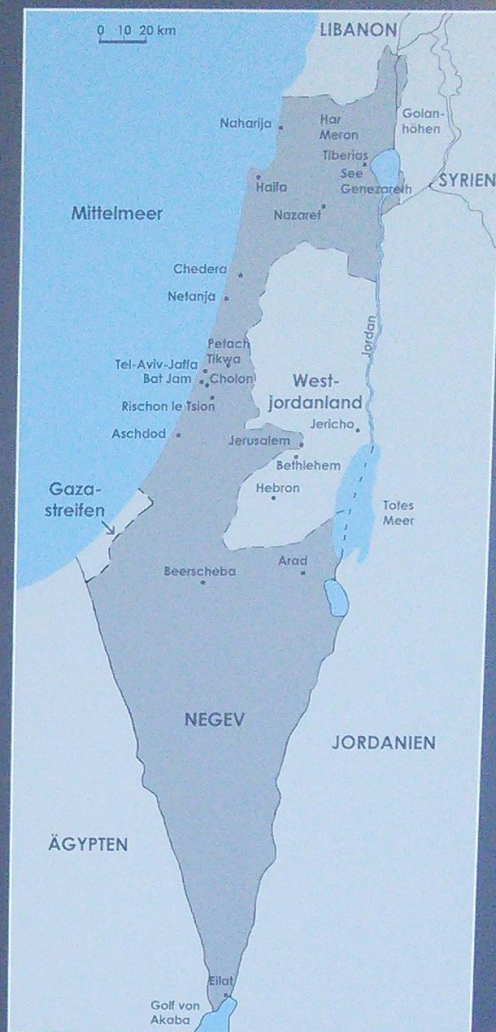 0 10 20 km
LIBANON
Golan-
höhen
Naharija
Har
Meron
Tiberias
See
Genezareth
SYRIEN
Haifa
Nazaret
Mittelmeer
Chedera
Netanja
Petach
Tikwa
Tel-Aviv-Jaffa
Bat Jam
Cholon
Rischon le Tsion
Aschdod
Jordan
West-
jordanland
Jericho
Jerusalem
Bethlehem
Hebron
Gaza-
streifen
Totes
Meer
Arad
Beerscheba
NEGEV
JORDANIEN
ÄGYPTEN
Eilat
Golf von
Akaba